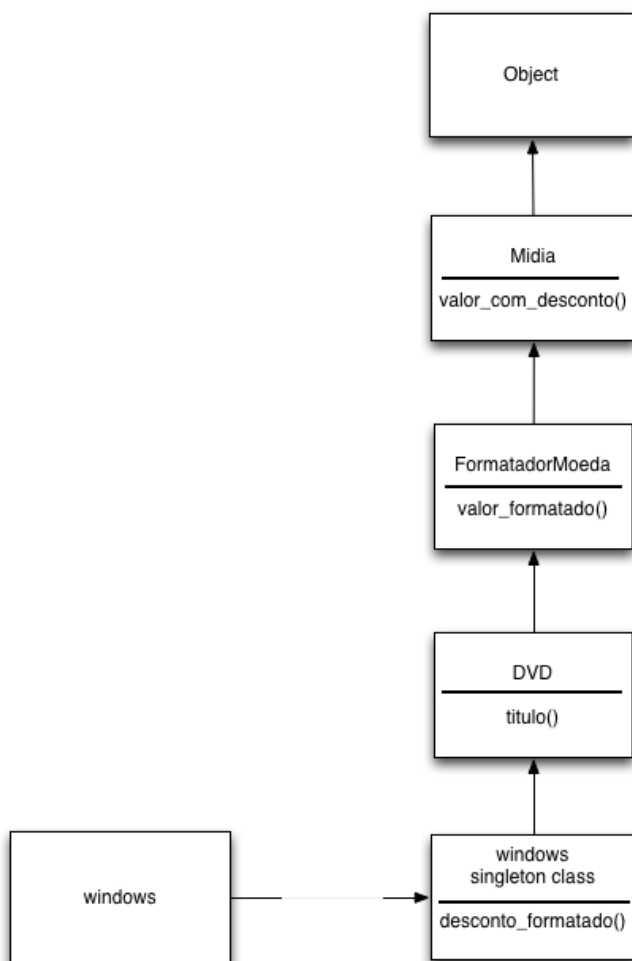 Object
Midia
valor_com_desconto()
FormatadorMoeda
valor_formatado()
DVD
titulo()
windows
windows
singleton class
desconto_formatado()